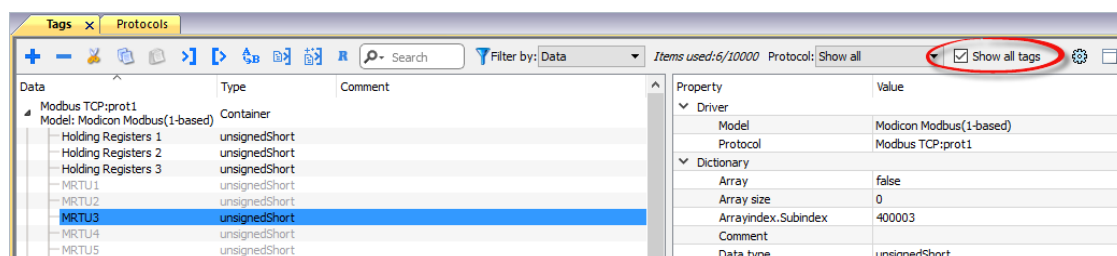 Tags x Protocols
AB R Search Filter by: Data Items used:6/10000 Protocol: Show all Show all tags
Data Type Comment Property Value
Modbus TCP:prot1 Container Driver
Model: Modicon Modbus(1-based) Model Modicon Modbus(1-based)
Holding Registers 1 unsignedShort Protocol Modbus TCP:prot1
Holding Registers 2 unsignedShort Dictionary
Holding Registers 3 unsignedShort Array false
MRTU1 unsignedShort Array size 0
MRTU2 unsignedShort Arrayindex.Subindex 400003
MRTU3 unsignedShort Comment
MRTU4 unsignedShort Data type unsignedShort
MRTU5 unsignedShort